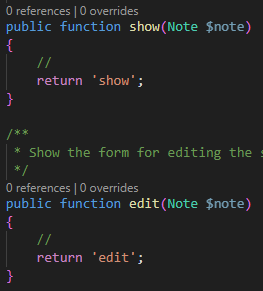 0 references | 0 overrides
public function show(Note $note)
{
//
return 'show';
}
/**
* Show the form for editing the
*/
0 references | 0 overrides
public function edit(Note $note)
{
//
return 'edit';
}